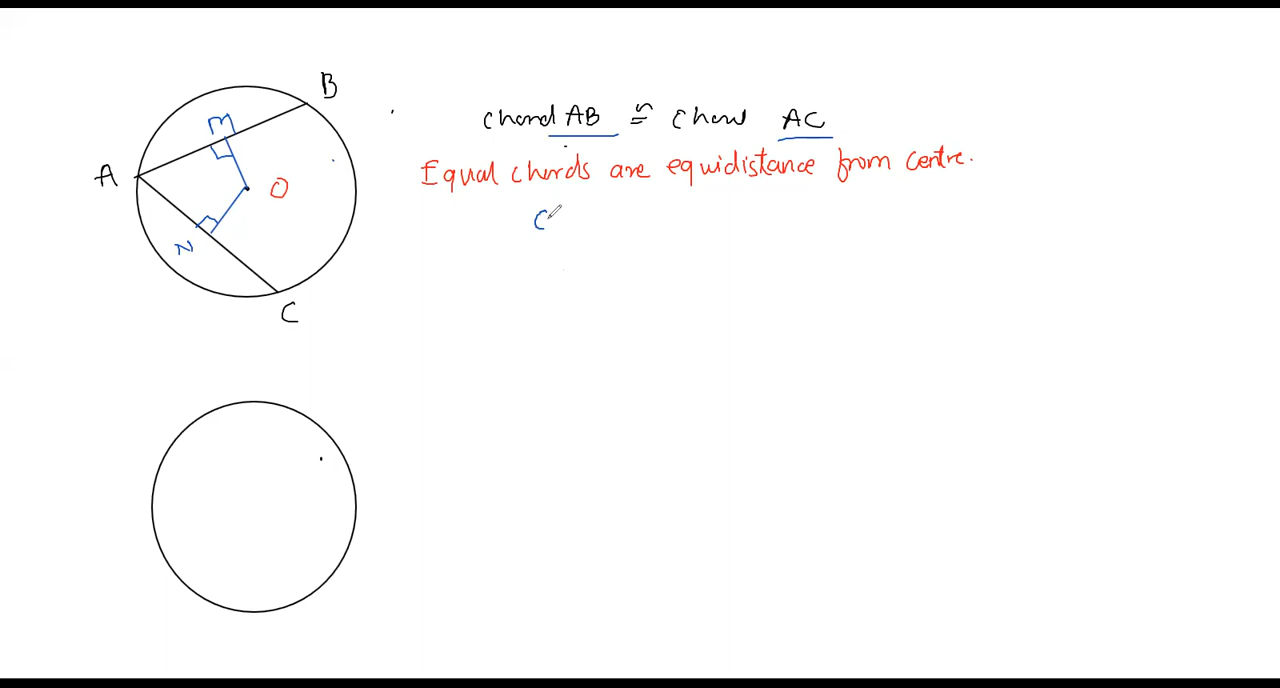 B
M
A
O
N
C
chord AB ≅ chord AC
Equal chords are equidistance from centre.
O